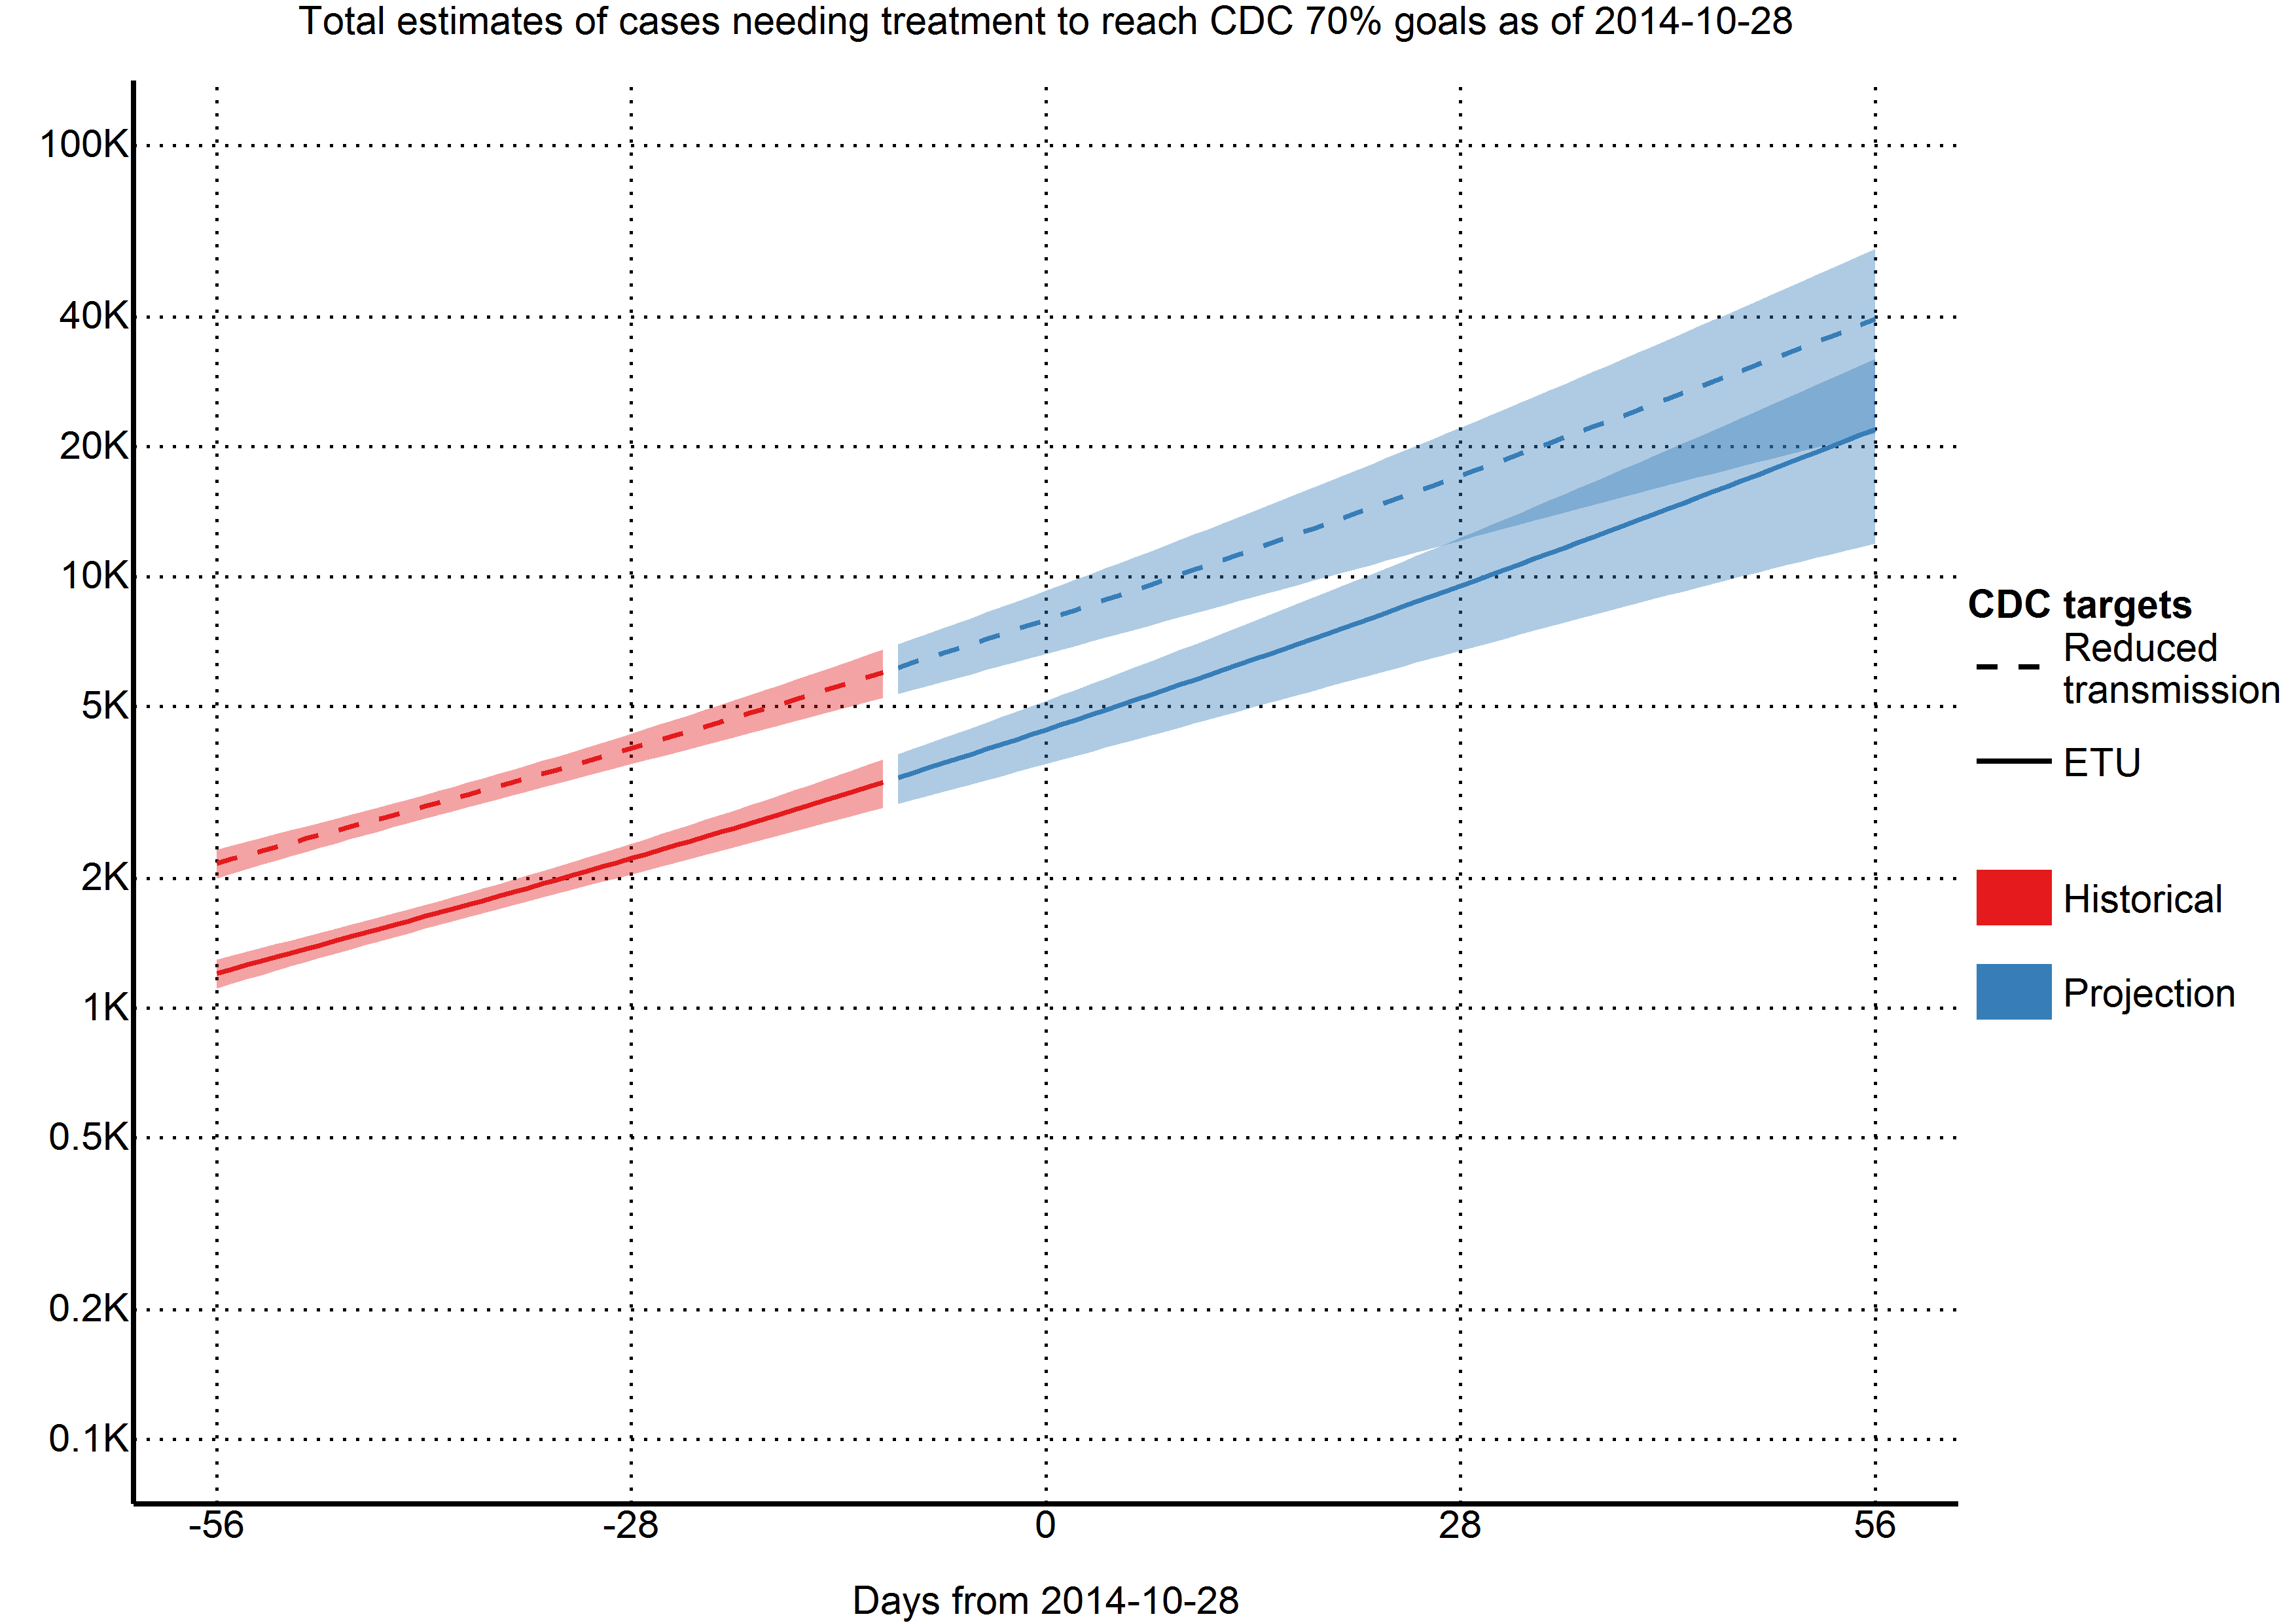 Total estimates of cases needing treatment to reach CDC 70% goals as of 2014-10-28
100K
40K
20K
10K
5K
2K
1K
0.5K
0.2K
0.1K
-56
-28
0
28
56
Days from 2014-10-28
CDC targets
Reduced
transmission
ETU
Historical
Projection